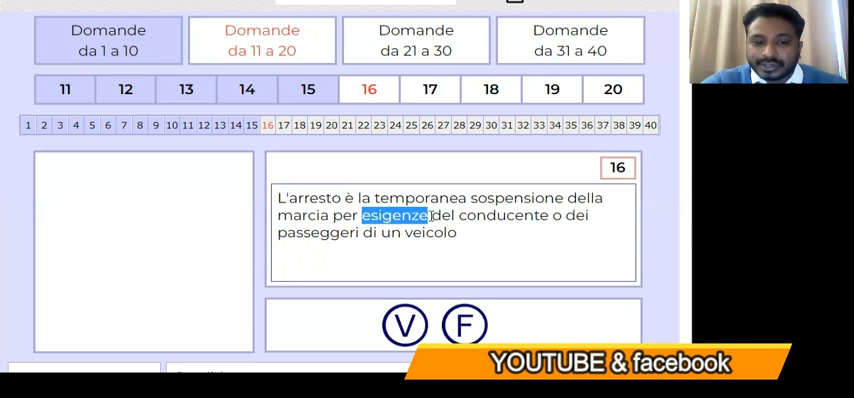 Domande
da 1 a 10
Domande
da 11 a 20
Domande
da 21 a 30
Domande
da 31 a 40
11 12 13 14 15 16 17 18 19 20
1 2 3 4 5 6 7 8 9 10 11 12 13 14 15 16 17 18 19 20 21 22 23 24 25 26 27 28 29 30 31 32 33 34 35 36 37 38 39 40
16
L'arresto è la temporanea sospensione della
marcia per esigenze del conducente o dei
passeggeri di un veicolo
V F
YOUTUBE & facebook